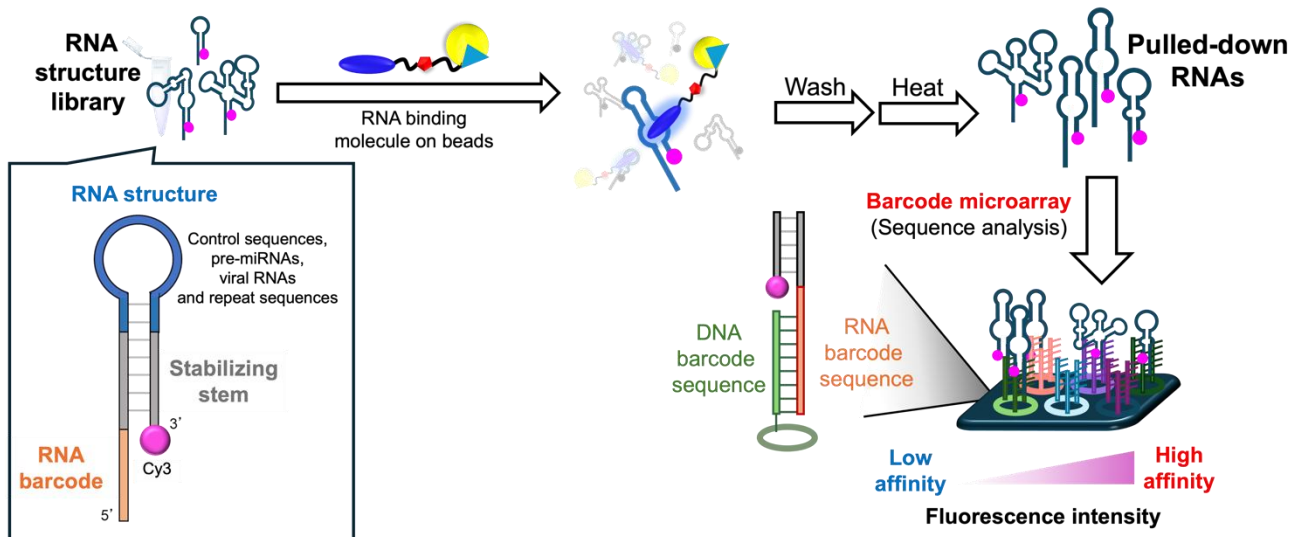 RNA
structure
library
RNA binding
molecule on beads
Wash
Heat
Pulled-down
RNAs
RNA structure
Control sequences,
pre-miRNAs,
viral RNAs
and repeat sequences
Stabilizing
stem
3’
Cy3
RNA
barcode
5’
Barcode microarray
(Sequence analysis)
DNA
barcode
sequence
RNA
barcode
sequence
Low
affinity
High
affinity
Fluorescence intensity